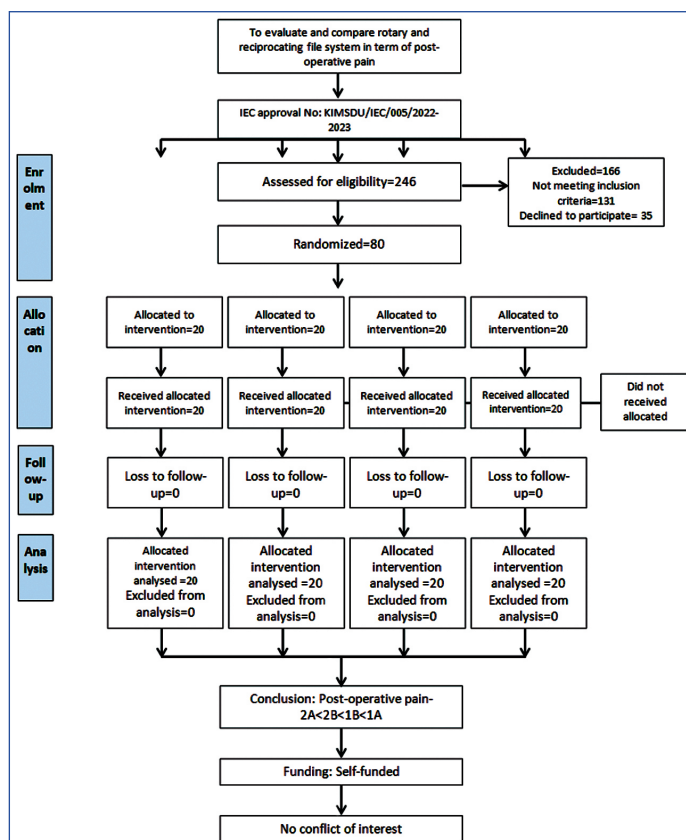 To evaluate and compare rotary and
reciprocating file system in term of post-
operative pain
IEC approval No: KIMSDU/IEC/005/2022-
2023
Enr
olm
ent
Assessed for eligibility=246
Excluded=166
Not meeting inclusion
criteria=131
Declined to participate= 35
Randomized=80
Allo
cati
on
Allocated to
intervention=20
Allocated to
intervention=20
Allocated to
intervention=20
Allocated to
intervention=20
Received allocated
intervention=20
Received allocated
intervention=20
Received allocated
intervention=20
Received allocated
intervention=20
Did not
received
allocated
Foll
ow-
up
Loss to follow-
up=0
Loss to follow-
up=0
Loss to follow-
up=0
Loss to follow-
up=0
Ana
lysis
Allocated
intervention
analysed =20
Excluded from
analysis=0
Allocated
intervention
analysed =20
Excluded from
analysis=0
Allocated
intervention
analysed =20
Excluded from
analysis=0
Allocated
intervention
analysed =20
Excluded from
analysis=0
Conclusion: Post-operative pain-
2A<2B<1B<1A
Funding: Self-funded
No conflict of interest